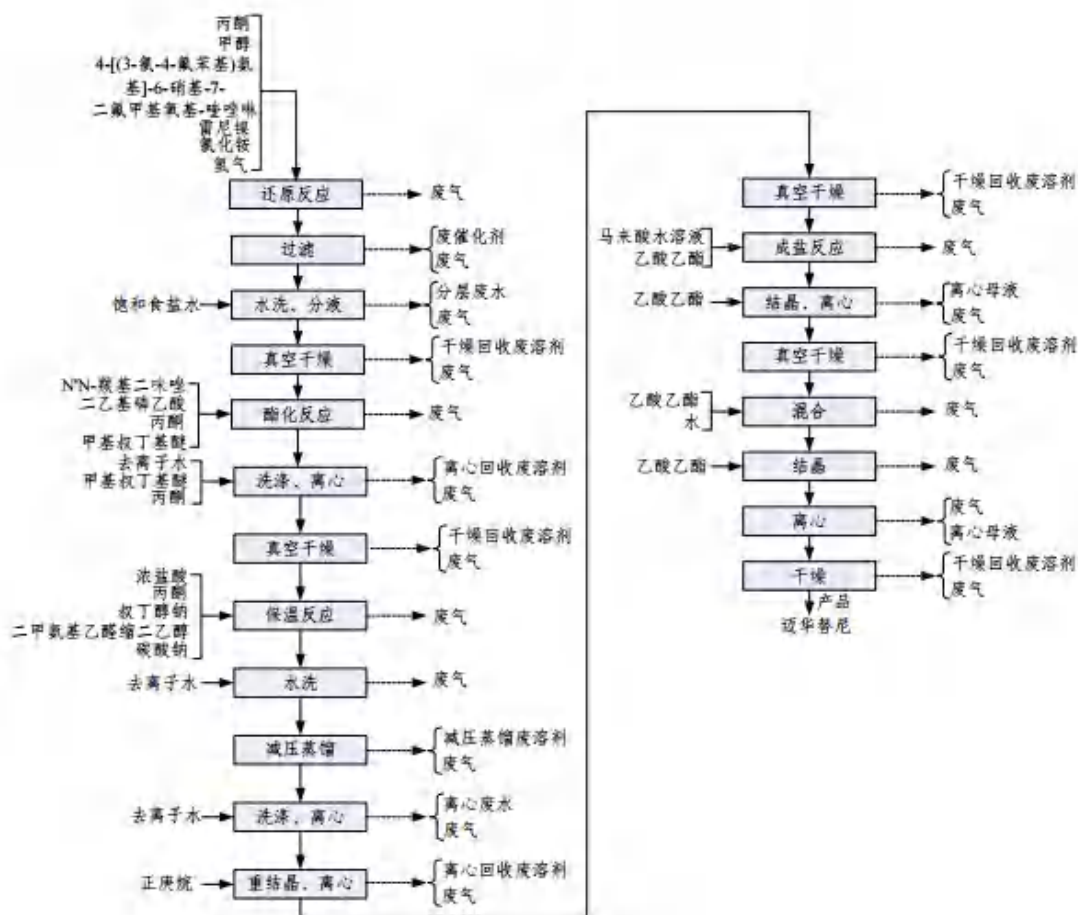 丙酮
甲醇
4-[(3-氯-4-氟苯基)氨
基]-6-硝基-7-
二氟甲基氧基-喹唑啉
雷尼镍
氯化铵
氢气
还原反应
废气
过滤
废催化剂
废气
饱和食盐水
水洗、分液
分层废水
废气
真空干燥
干燥回收废溶剂
废气
N'N-羰基二咪唑
二乙基磷乙酸
丙酮
甲基叔丁基醚
酯化反应
废气
去离子水
甲基叔丁基醚
丙酮
洗涤、离心
离心回收废溶剂
废气
真空干燥
干燥回收废溶剂
废气
浓盐酸
丙酮
叔丁醇钠
二甲氨基乙醛缩二乙醇
碳酸钠
保温反应
废气
去离子水
水洗
废气
减压蒸馏
减压蒸馏废溶剂
废气
去离子水
洗涤、离心
离心废水
废气
正庚烷
重结晶、离心
离心回收废溶剂
废气
真空干燥
干燥回收废溶剂
废气
马来酸水溶液
乙酸乙酯
成盐反应
废气
乙酸乙酯
结晶、离心
离心母液
废气
真空干燥
干燥回收废溶剂
废气
乙酸乙酯
水
混合
废气
乙酸乙酯
结晶
废气
离心
废气
离心母液
干燥
干燥回收废溶剂
废气
产品
迈华替尼